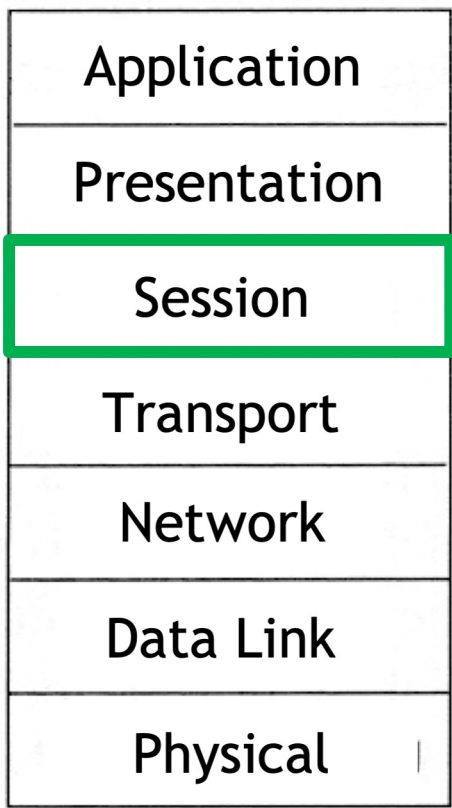 Application
Presentation
Session
Transport
Network
Data Link
Physical